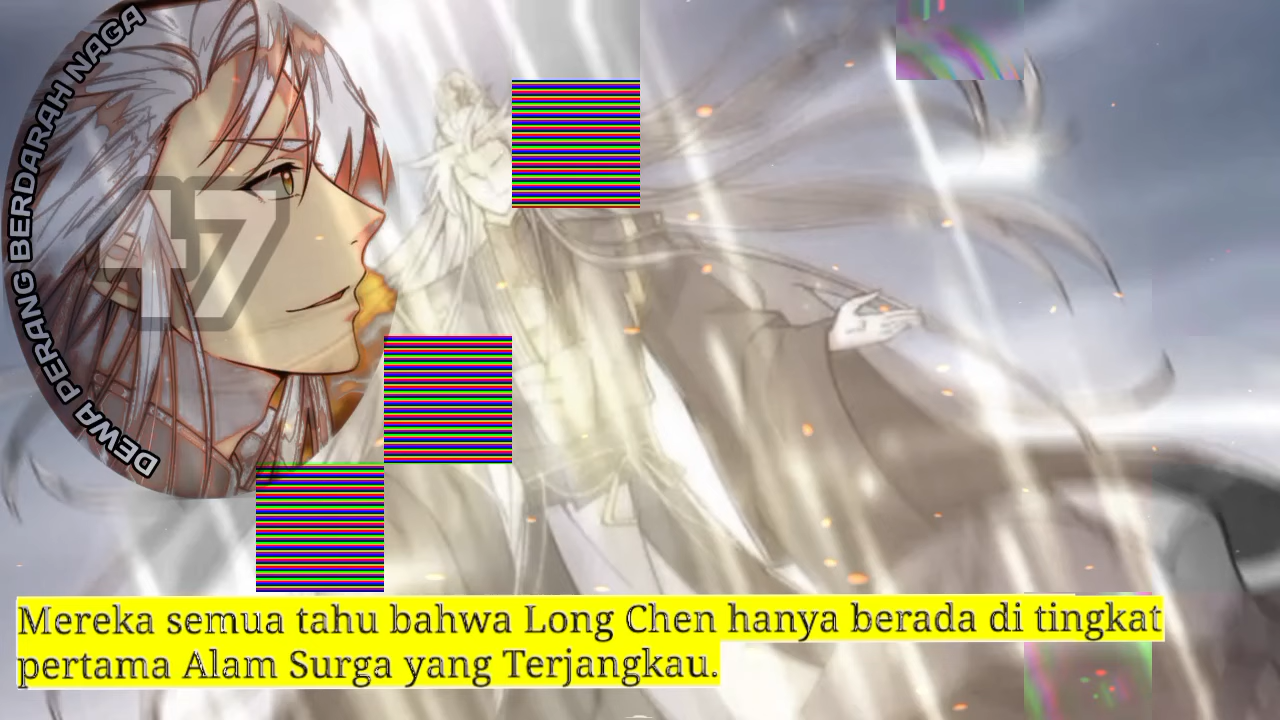 DEWA PERANG BERDARAH NAGA
47
Mereka semua tahu bahwa Long Chen hanya berada di tingkat
pertama Alam Surga yang Terjangkau.